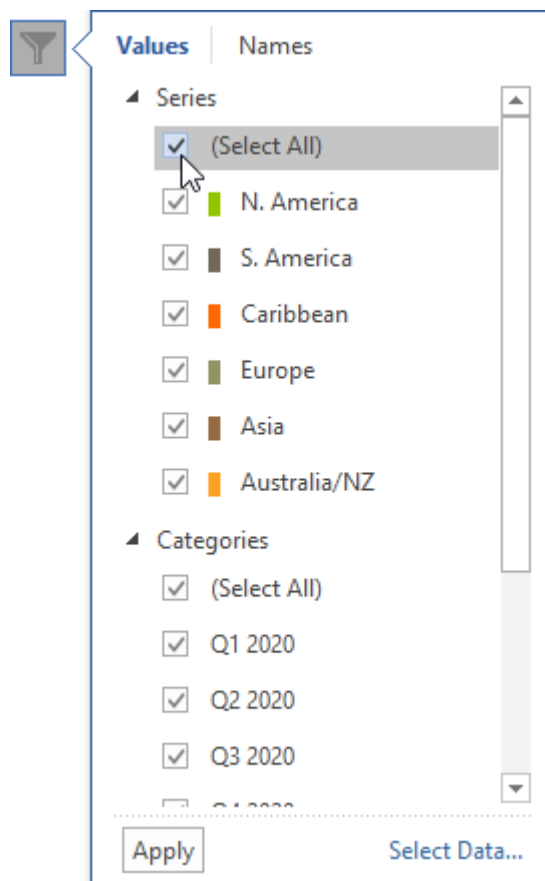 Values Names
Series
(Select All)
N. America
S. America
Caribbean
Europe
Asia
Australia/NZ
Categories
(Select All)
Q1 2020
Q2 2020
Q3 2020
Apply Select Data...